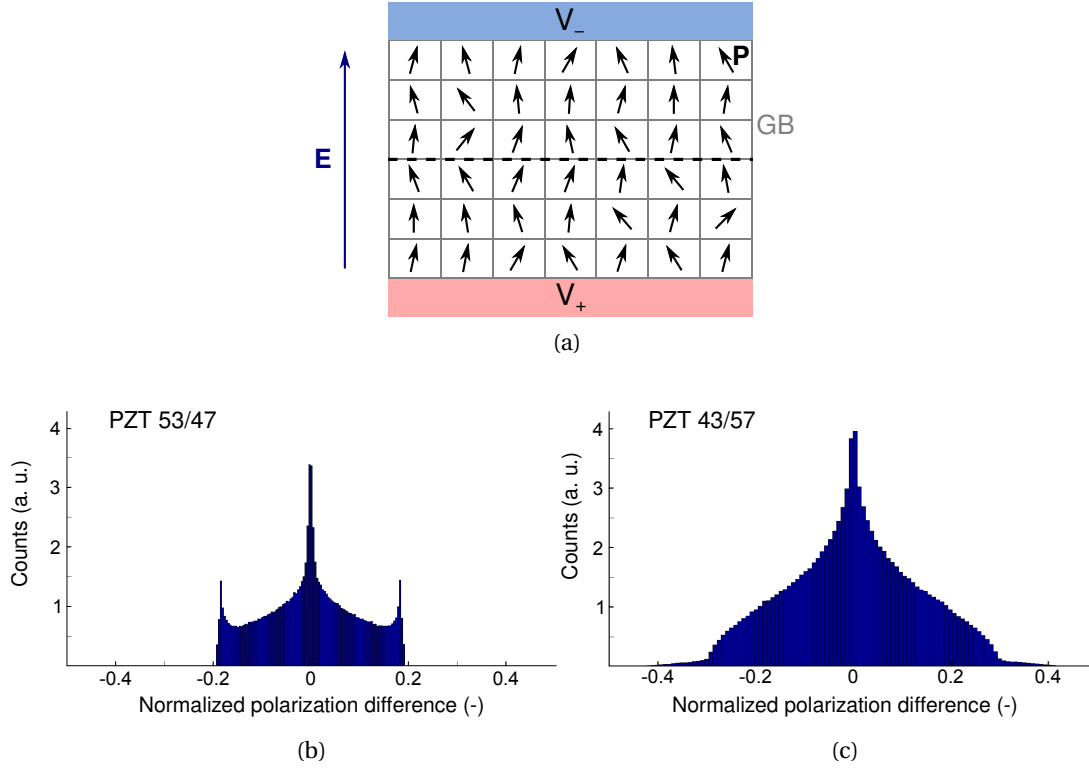 V_
P
GB
E
V+
(a)
PZT 53/47
4
3
2
1
Counts (a. u.)
-0.4
-0.2
0
0.2
0.4
Normalized polarization difference (-)
(b)
PZT 43/57
4
3
2
1
Counts (a. u.)
-0.4
-0.2
0
0.2
0.4
Normalized polarization difference (-)
(c)